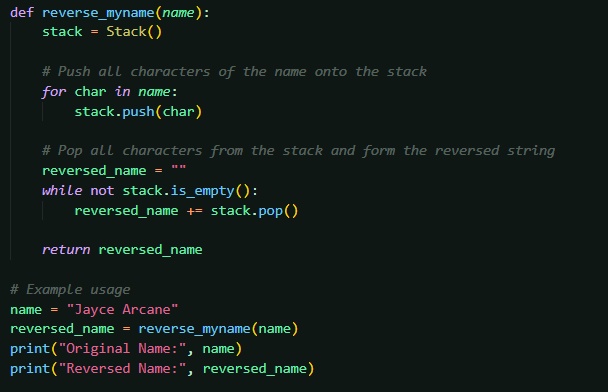 def reverse_myname(name):
    stack = Stack()

    # Push all characters of the name onto the stack
    for char in name:
        stack.push(char)

    # Pop all characters from the stack and form the reversed string
    reversed_name = ""
    while not stack.is_empty():
        reversed_name += stack.pop()

    return reversed_name

# Example usage
name = "Jayce Arcane"
reversed_name = reverse_myname(name)
print("Original Name:", name)
print("Reversed Name:", reversed_name)